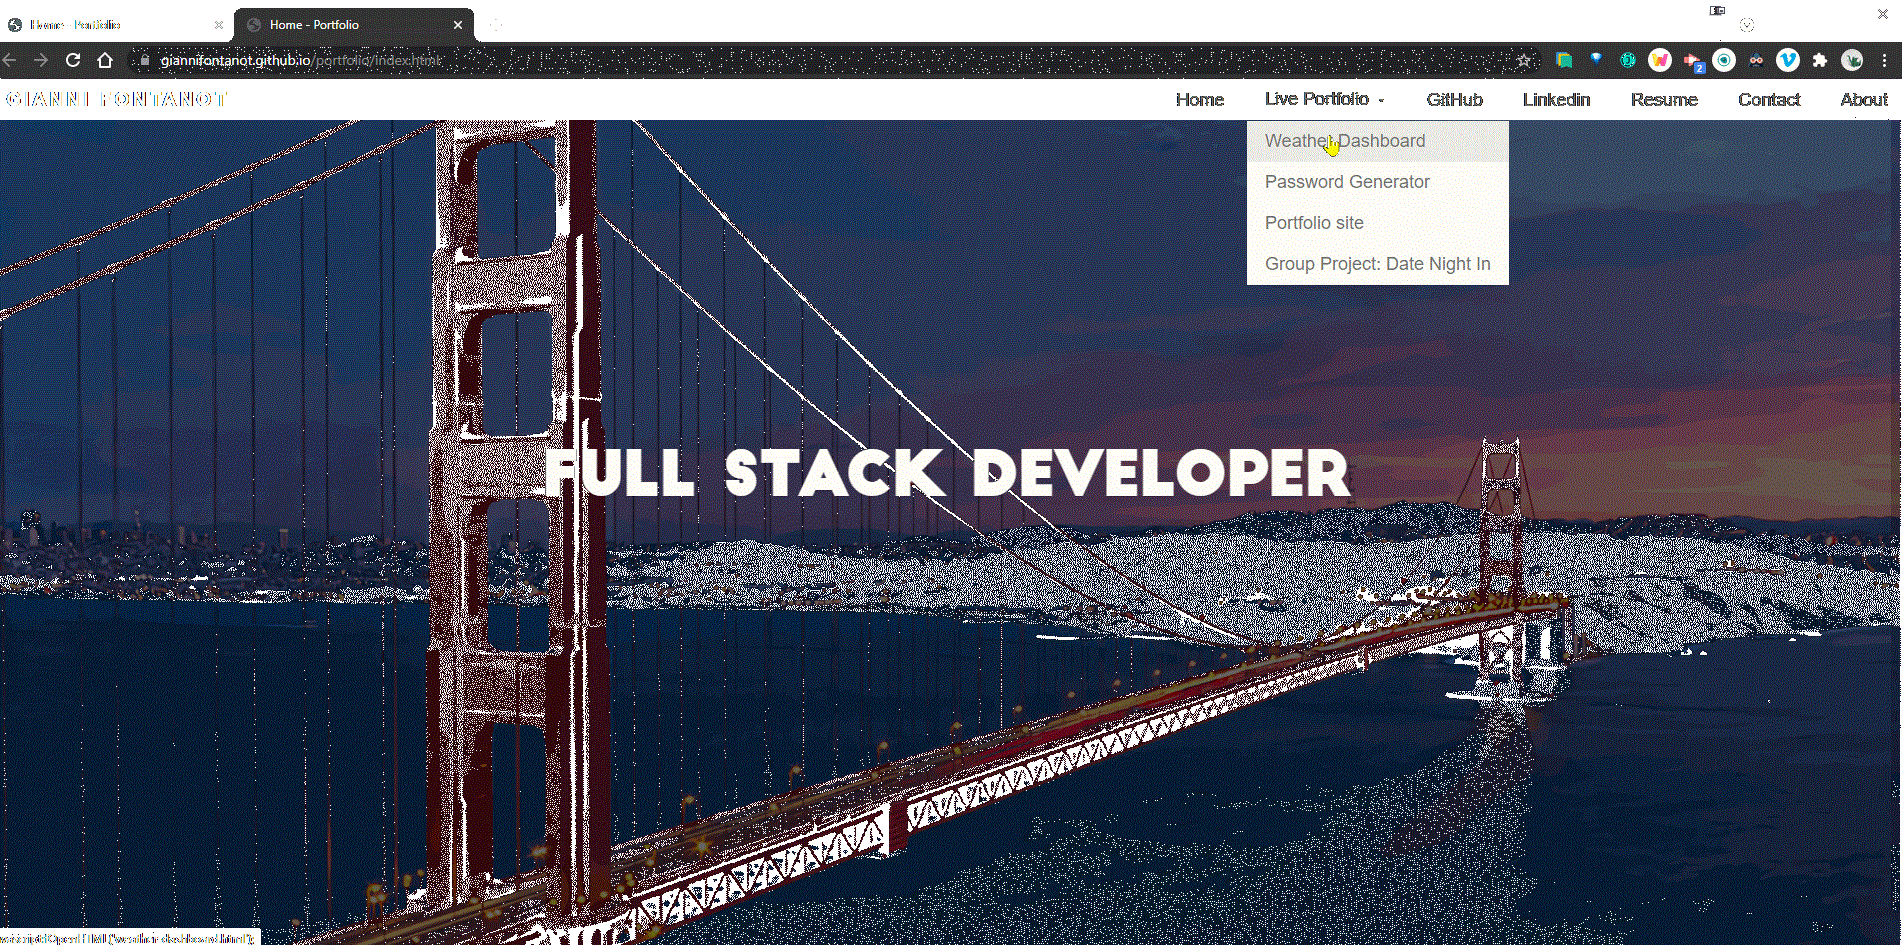 Home - Portfolio
Home - Portfolio
giannifontanot.github.io/portfolio/index.html
2
GIANNI FONTANOT
Home Live Portfolio GitHub Linkedin Resume Contact About
Weather Dashboard
Password Generator
Portfolio site
Group Project: Date Night In
FULL STACK DEVELOPER